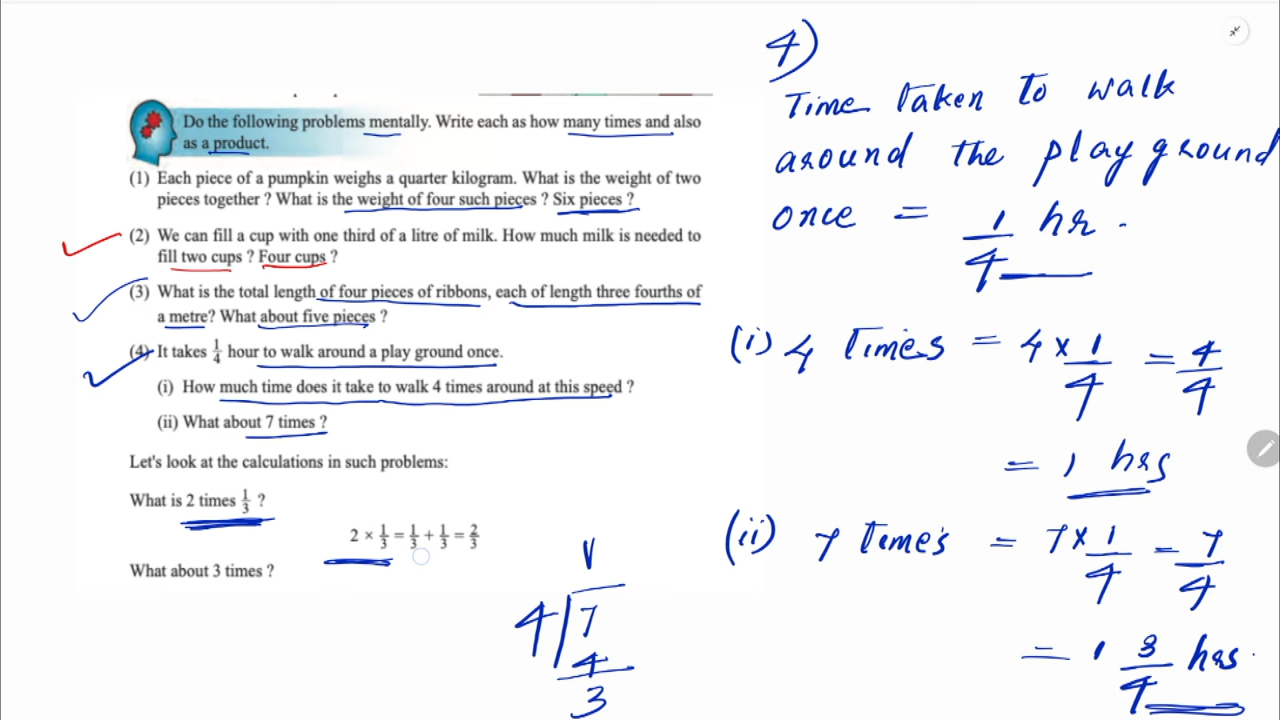 Do the following problems mentally. Write each as how many times and also
as a product.
(1) Each piece of a pumpkin weighs a quarter kilogram. What is the weight of two
pieces together ? What is the weight of four such pieces ? Six pieces ?
(2) We can fill a cup with one third of a litre of milk. How much milk is needed to
fill two cups ? Four cups ?
(3) What is the total length of four pieces of ribbons, each of length three fourths of
a metre? What about five pieces ?
(4) It takes 1/4 hour to walk around a play ground once.
(i) How much time does it take to walk 4 times around at this speed ?
(ii) What about 7 times ?
Let's look at the calculations in such problems:
What is 2 times 1/3 ?
2 × 1/3 = 1/3 + 1/3 = 2/3
What about 3 times ?
4)
Time taken to walk
around the play ground
once = 1/4 hr.
(i) 4 times = 4 × 1/4 = 4/4
= 1 hrs
(ii) 7 times = 7 × 1/4 = 7/4
= 1 3/4 hrs.
1
4 7
4
3